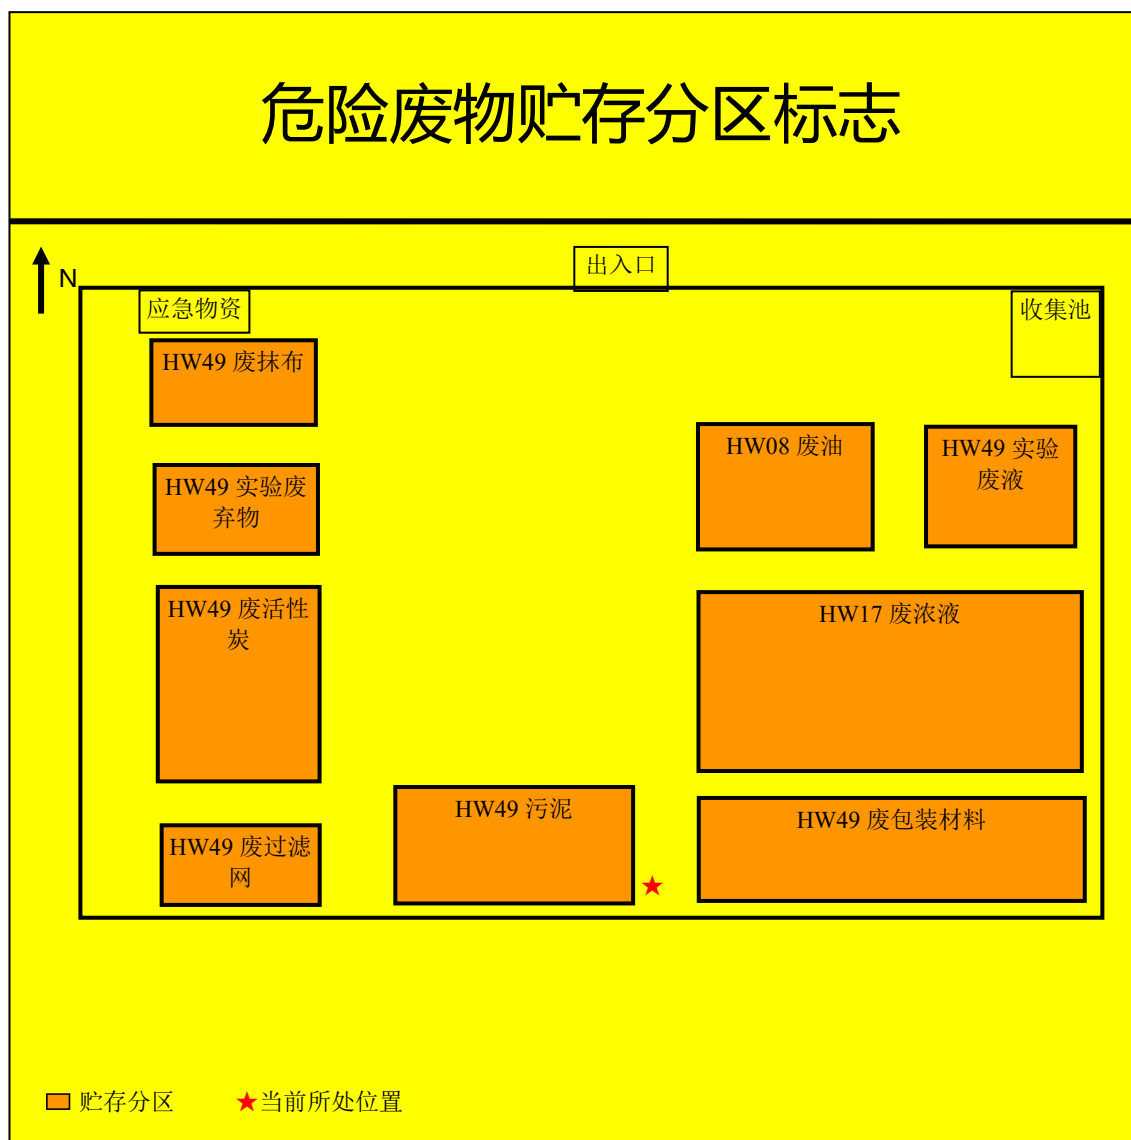 危险废物贮存分区标志
N
出入口
应急物资
收集池
HW49 废抹布
HW08 废油
HW49 实验
废液
HW49 实验废
弃物
HW49 废活性
炭
HW17 废浓液
HW49 污泥
HW49 废包装材料
HW49 废过滤
网
贮存分区
当前所处位置